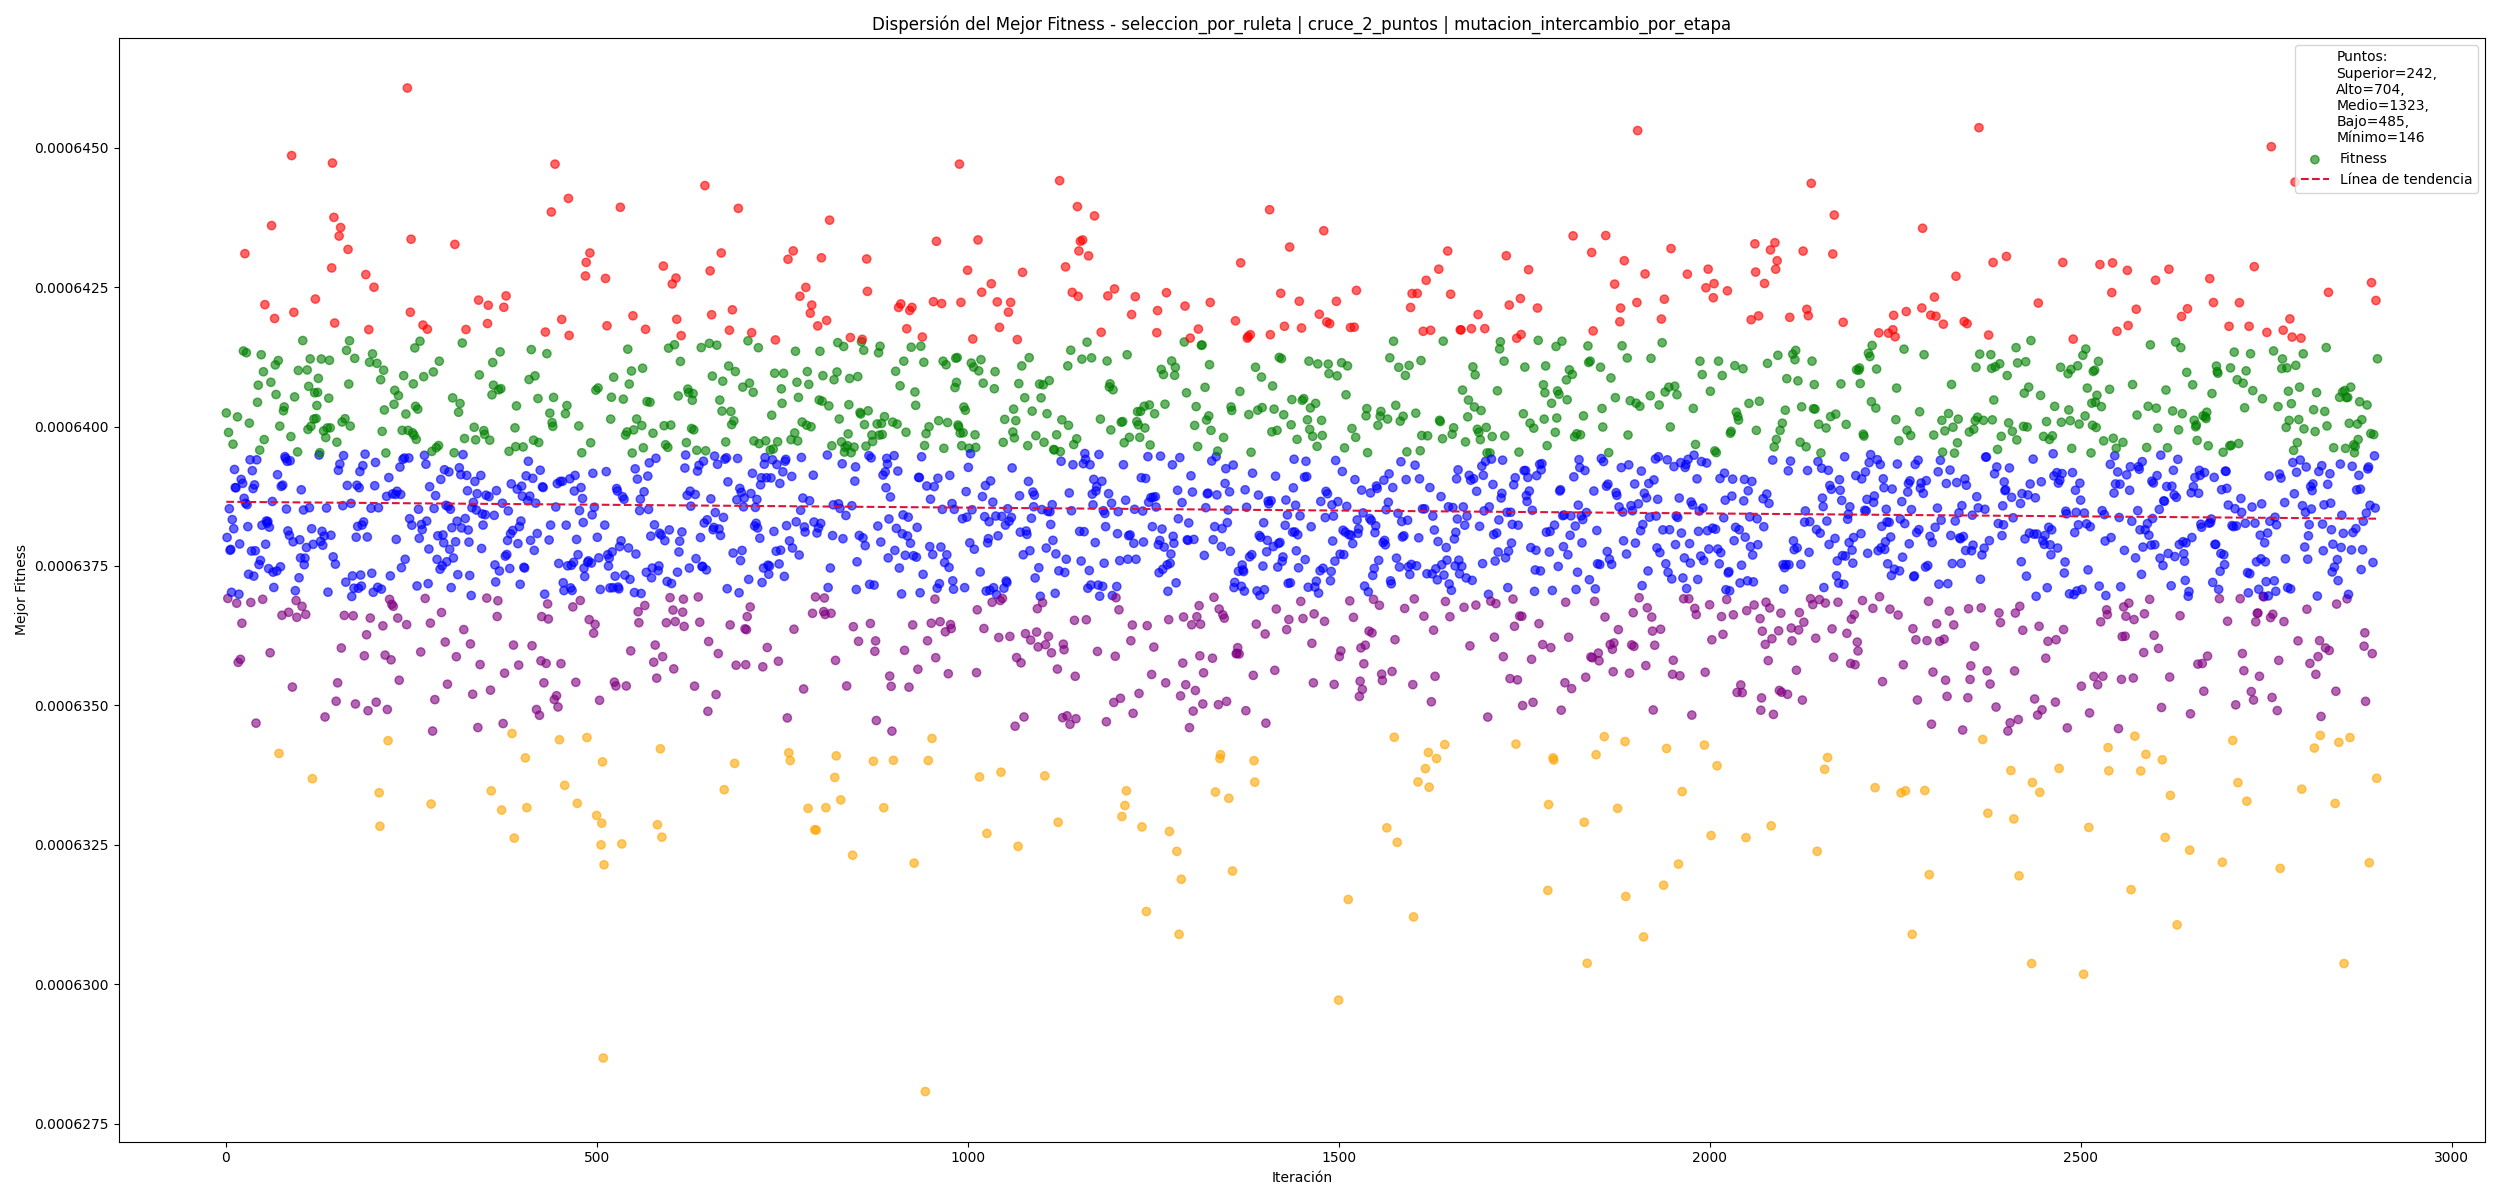 Dispersión del Mejor Fitness - seleccion_por_ruleta | cruce_2_puntos | mutacion_intercambio_por_etapa
Puntos:
Superior=242,
Alto=704,
Medio=1323,
Bajo=485,
Mínimo=146
Fitness
Línea de tendencia
Mejor Fitness
0.0006450
0.0006425
0.0006400
0.0006375
0.0006350
0.0006325
0.0006300
0.0006275
0
500
1000
1500
2000
2500
3000
Iteración